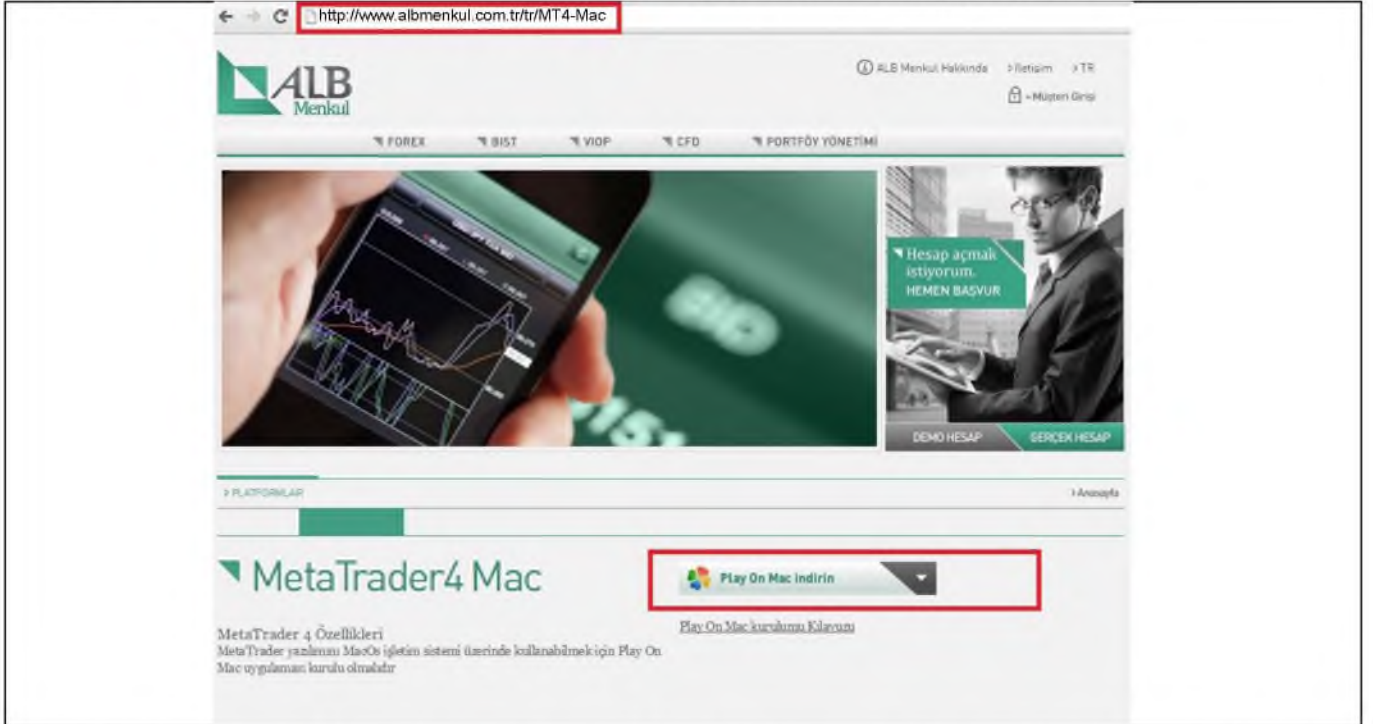 http://www.albmenkul.com.tr/tr/MT4-Mac
ALB
Menkul
ALB Menkul Hakkında > İletisim > TR
Müşteri Girişi
FOREX BIST VIOP CFD PORTFÖY YÖNETİMİ
Hesap açmak
istiyorum.
HEMEN BAŞVUR
DEMO HESAP GERÇEK HESAP
> PLATFORMLAR > Anasayfa
MetaTrader4 Mac
Play On Mac indirin
Play On Mac kurulumu Kılavuzu
MetaTrader 4 Özellikleri
MetaTrader yazılımını MacOs işletim sistemi üzerinde kullanabilmek için Play On
Mac uygulaması kurulu olmalıdır